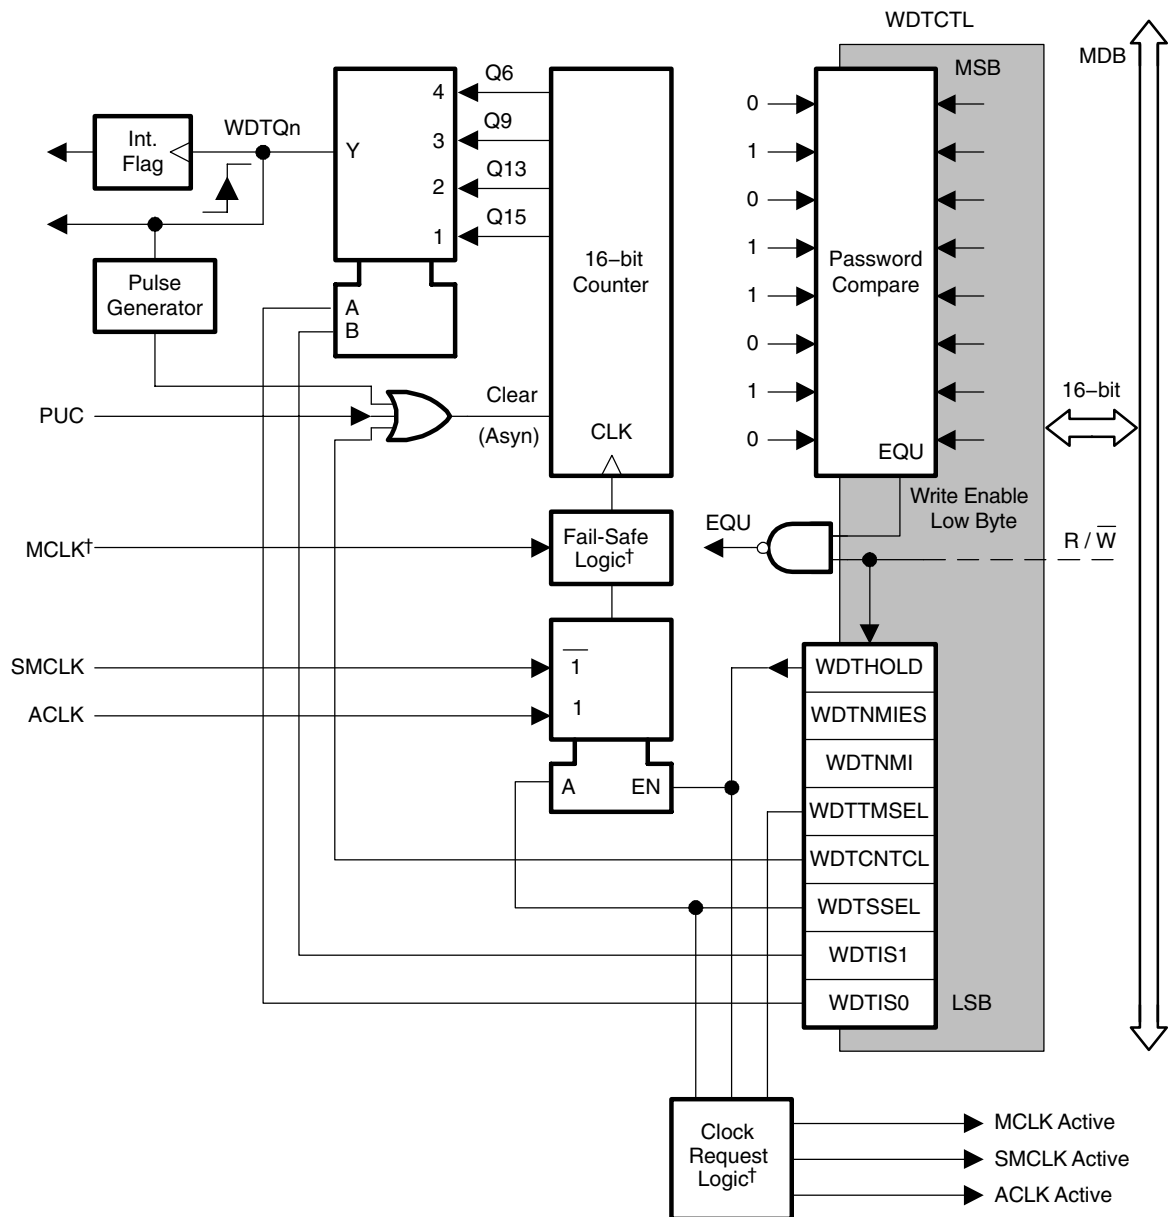 WDTCTL
MDB
MSB
Q6
4
0
Int.
Flag
WDTQn
Y
3
Q9
1
2
Q13
0
1
Q15
1
16−bit
Counter
Password
Compare
Pulse
Generator
A
B
1
0
1
0
16−bit
PUC
Clear
(Asyn)
CLK
EQU
Write Enable
Low Byte
EQU
R / W
MCLK†
Fail-Safe
Logic†
SMCLK
1
ACLK
1
A
EN
WDTHOLD
WDTNMIES
WDTNMI
WDTTMSEL
WDTCNTCL
WDTSSEL
WDTIS1
WDTIS0
LSB
Clock
Request
Logic†
MCLK Active
SMCLK Active
ACLK Active